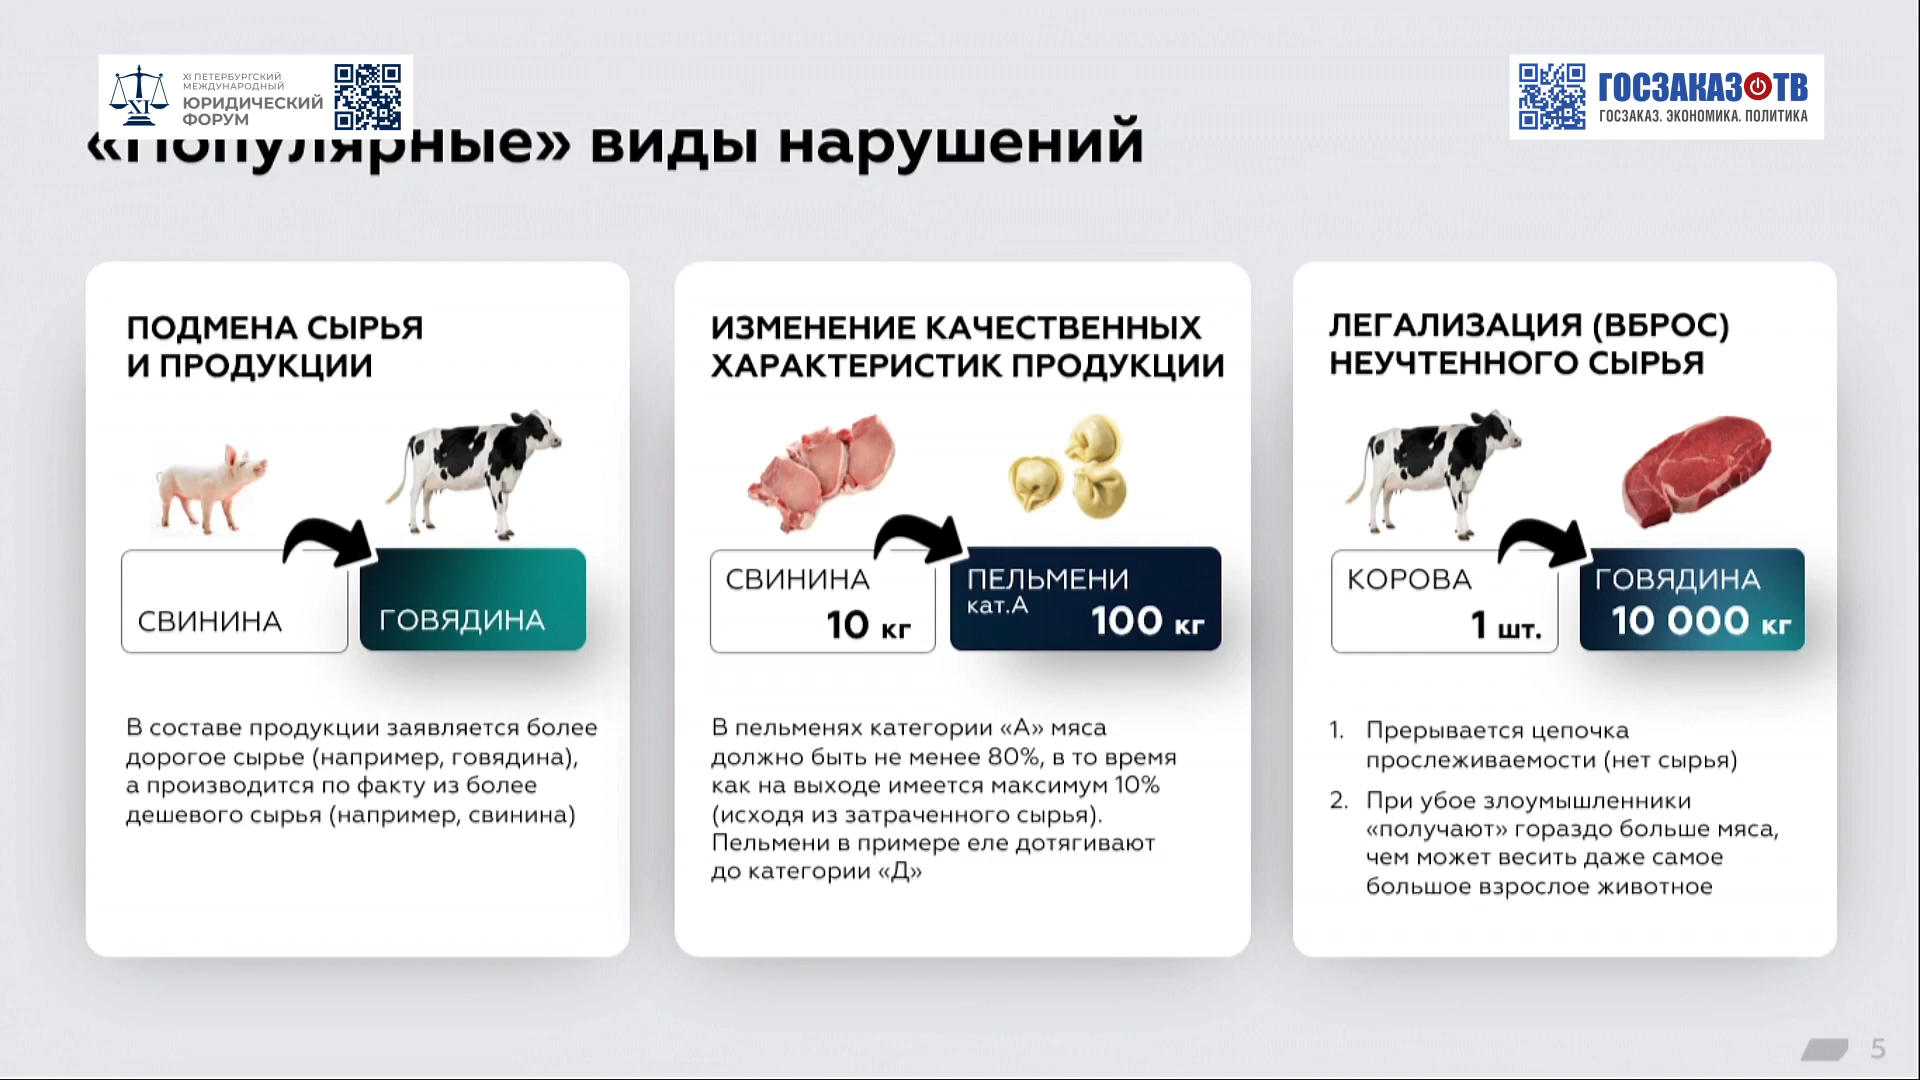 XI ПЕТЕРБУРГСКИЙ
МЕЖДУНАРОДНЫЙ
ЮРИДИЧЕСКИЙ
ФОРУМ
XI
ГОСЗАКАЗ ТВ
ГОСЗАКАЗ. ЭКОНОМИКА. ПОЛИТИКА
«Популярные» виды нарушений
ПОДМЕНА СЫРЬЯ
И ПРОДУКЦИИ
СВИНИНА
ГОВЯДИНА
В составе продукции заявляется более
дорогое сырье (например, говядина),
а производится по факту из более
дешевого сырья (например, свинина)
ИЗМЕНЕНИЕ КАЧЕСТВЕННЫХ
ХАРАКТЕРИСТИК ПРОДУКЦИИ
СВИНИНА
10 кг
ПЕЛЬМЕНИ
кат.А
100 кг
В пельменях категории «А» мяса
должно быть не менее 80%, в то время
как на выходе имеется максимум 10%
(исходя из затраченного сырья).
Пельмени в примере еле дотягивают
до категории «Д»
ЛЕГАЛИЗАЦИЯ (ВБРОС)
НЕУЧТЕННОГО СЫРЬЯ
КОРОВА
1 шт.
ГОВЯДИНА
10 000 кг
1. Прерывается цепочка
прослеживаемости (нет сырья)
2. При убое злоумышленники
«получают» гораздо больше мяса,
чем может весить даже самое
большое взрослое животное
5